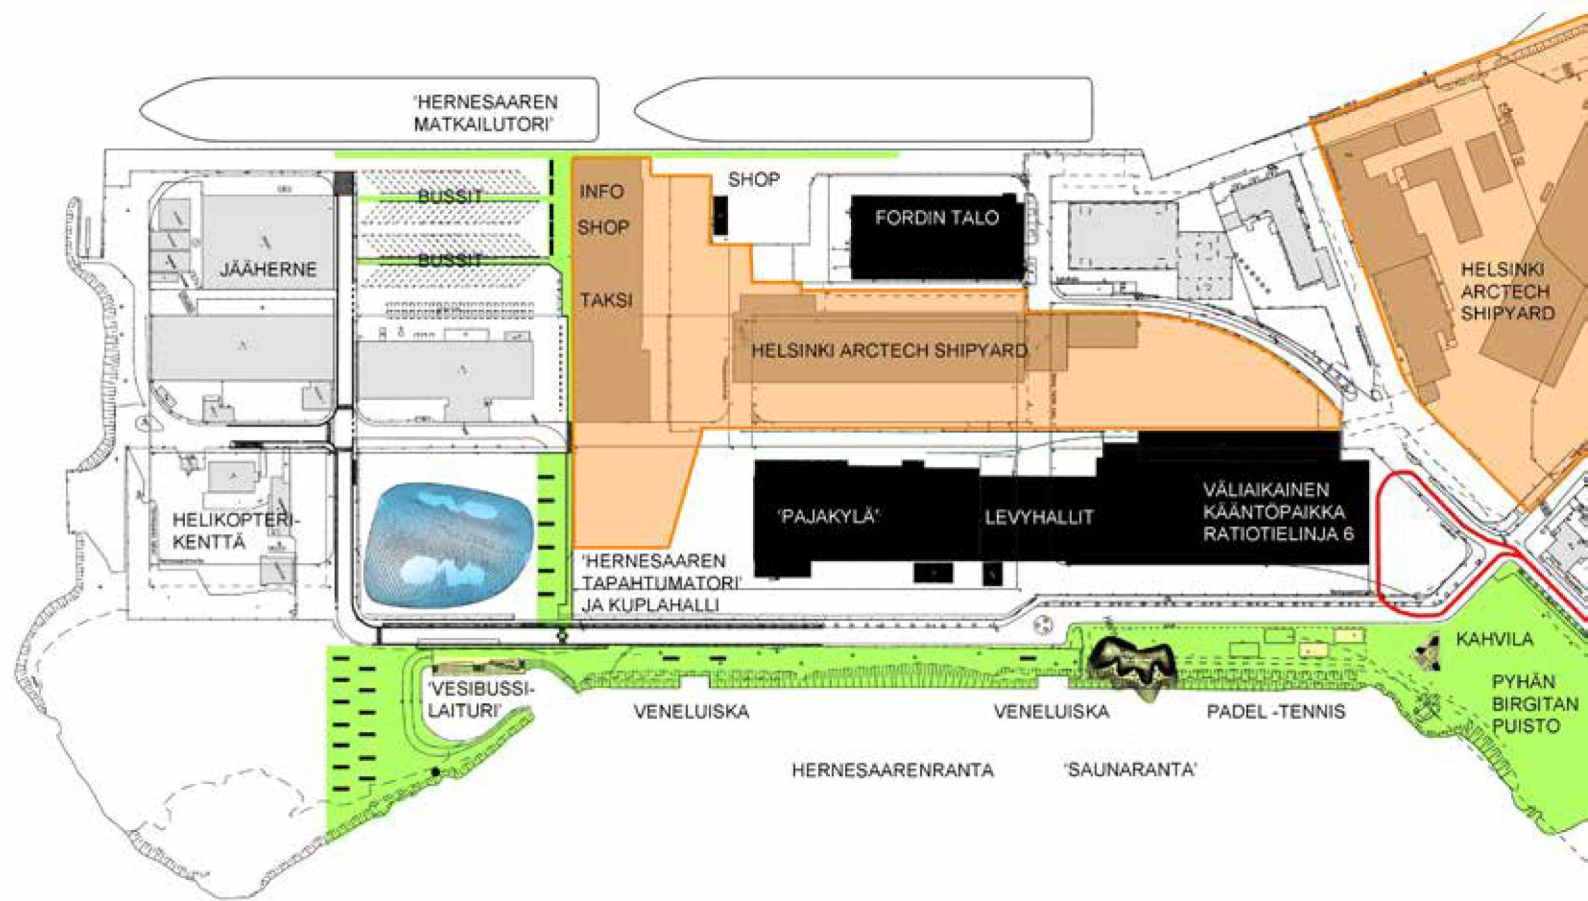 'HERNESAAREN
MATKAILUTORI'
BUSSIT
BUSSIT
JÄÄHERNE
INFO
SHOP
TAKSI
SHOP
FORDIN TALO
HELSINKI ARCTECH SHIPYARD
HELSINKI
ARCTECH
SHIPYARD
HELIKOPTERI-
KENTTÄ
'HERNESAAREN
TAPAHTUMATORI'
JA KUPLAHALLI
'PAJAKYLÄ'
LEVYHALLIT
VÄLIAIKAINEN
KÄÄNTÖPAIKKA
RATIOTIELINJA 6
'VESIBUSSI-
LAITURI'
VENELUISKA
VENELUISKA
PADEL -TENNIS
KAHVILA
PYHÄN
BIRGITAN
PUISTO
HERNESAARENRANTA
'SAUNARANTA'